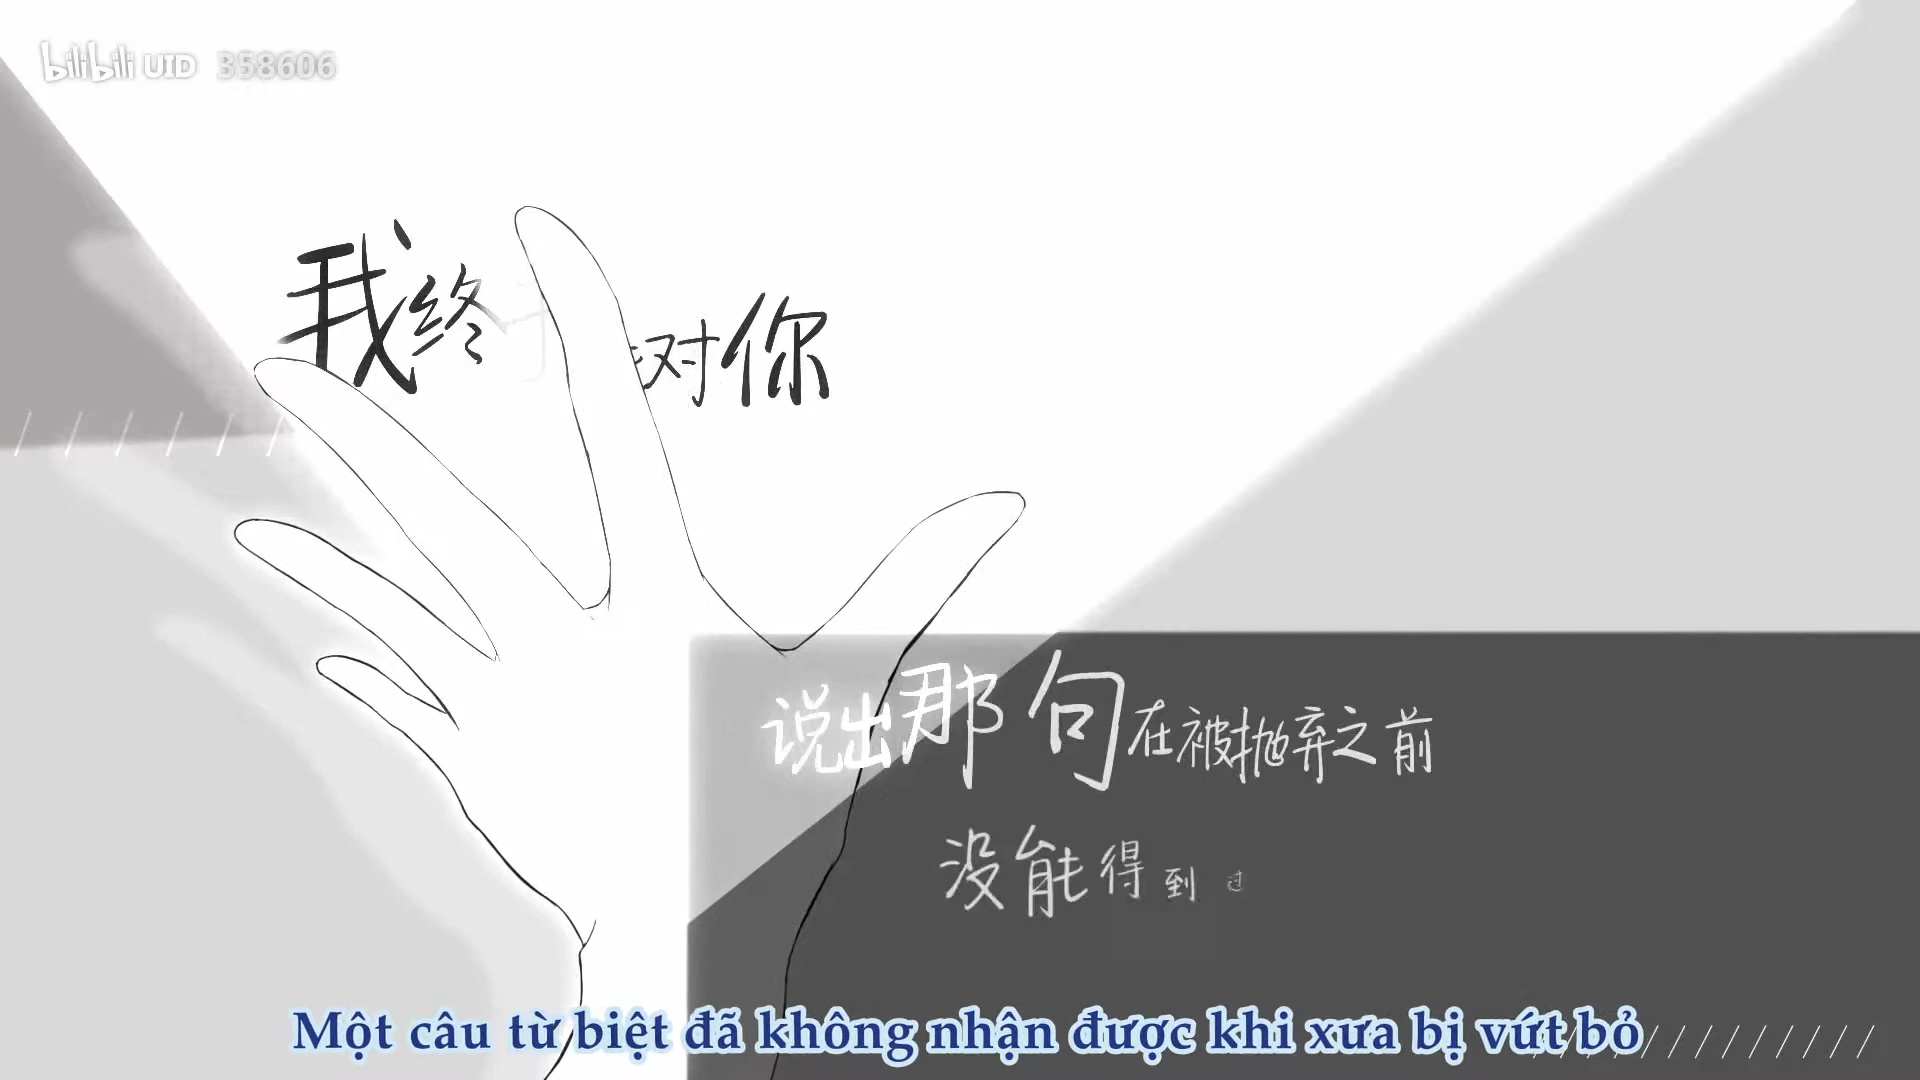 bilibili UID 358606
我终 对你
说出那句在被抛弃之前
没能得到过
Một câu từ biệt đã không nhận được khi xưa bị vứt bỏ